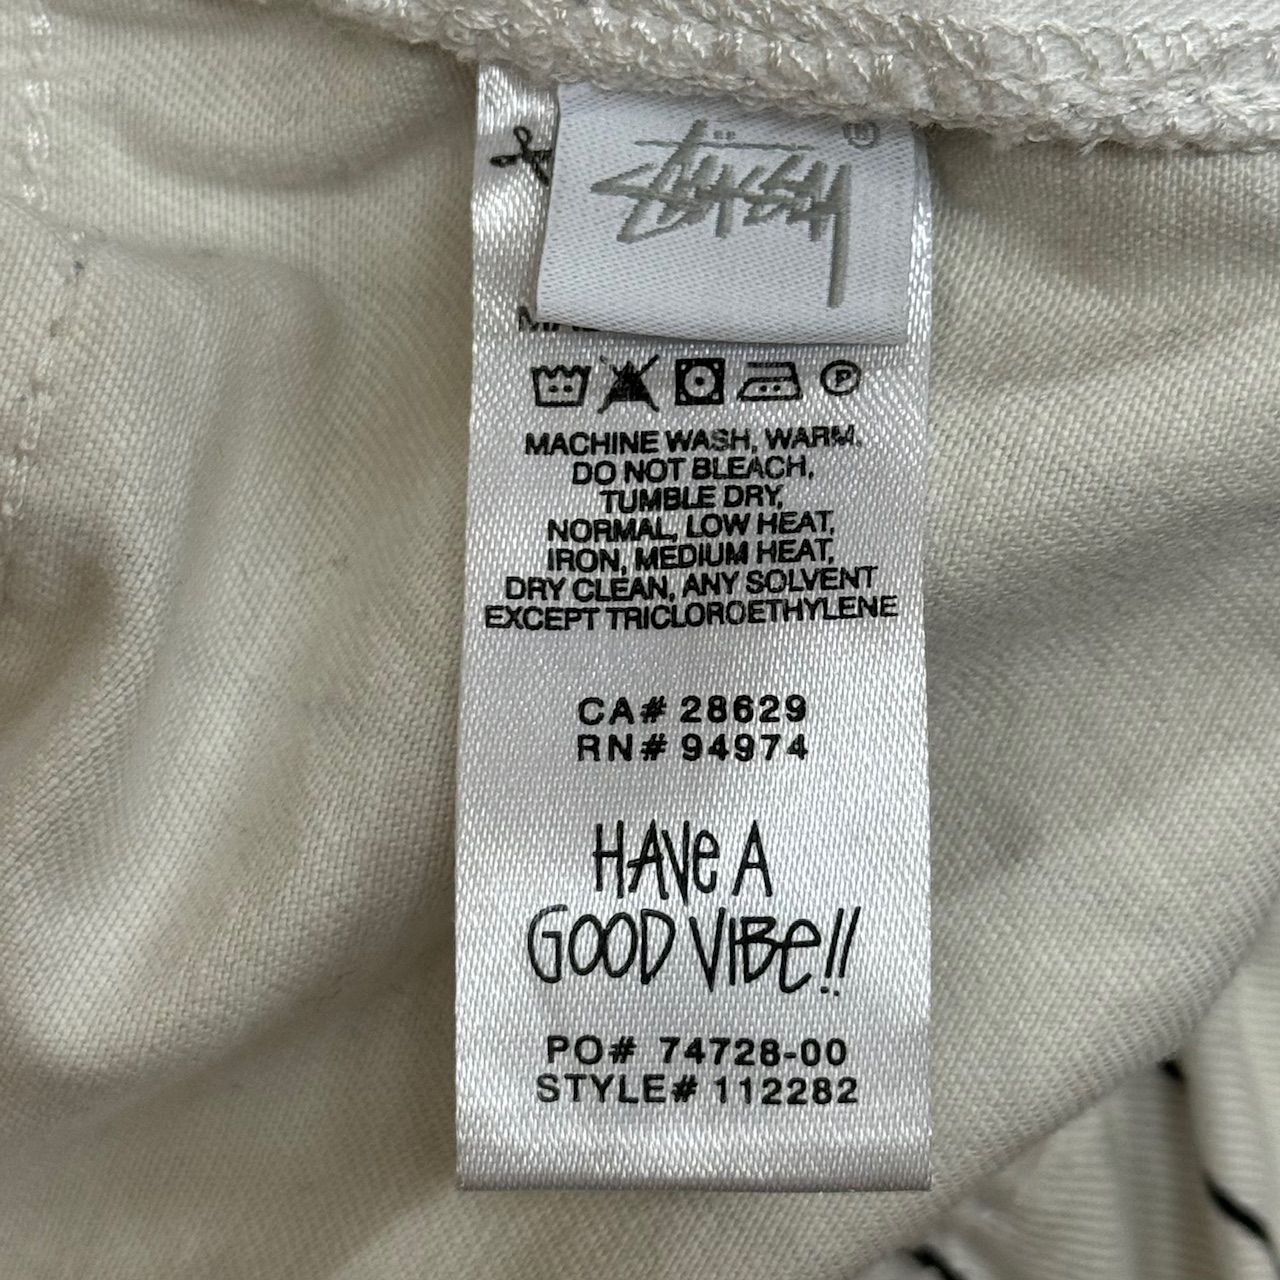 STÜSSY
®
MACHINE WASH, WARM.
DO NOT BLEACH,
TUMBLE DRY,
NORMAL, LOW HEAT,
IRON, MEDIUM HEAT,
DRY CLEAN, ANY SOLVENT
EXCEPT TRICLOROETHYLENE
CA# 28629
RN# 94974
HAVe A
GOOD VIBe!!
PO# 74728-00
STYLE# 112282